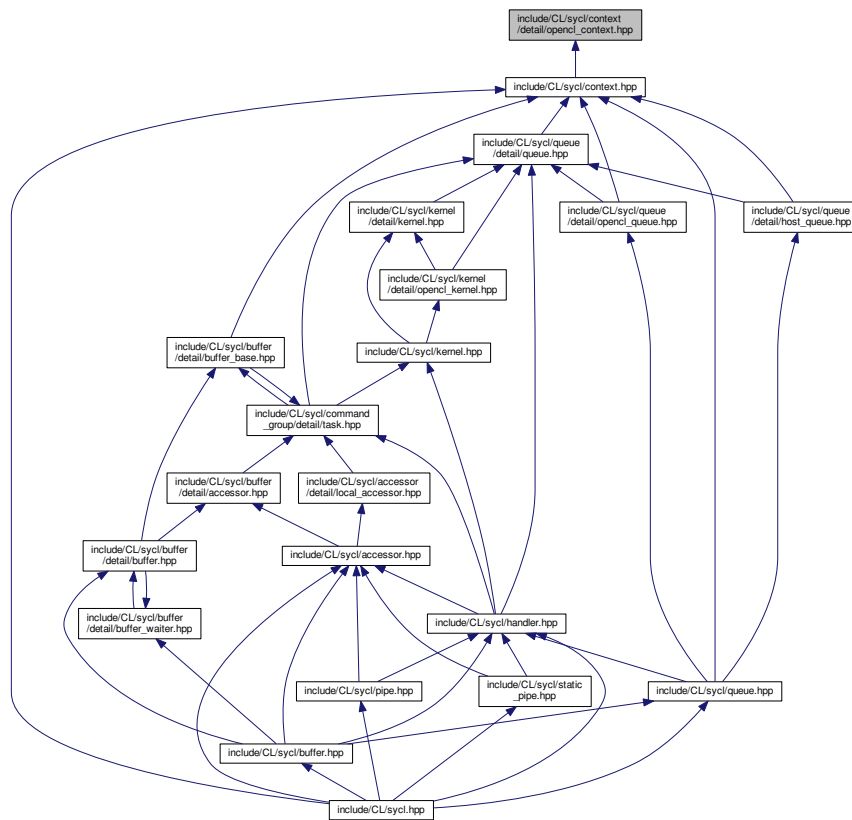 include/CL/sycl/context
/detail/opencl_context.hpp
include/CL/sycl/context.hpp
include/CL/sycl/queue
/detail/queue.hpp
include/CL/sycl/kernel
/detail/kernel.hpp
include/CL/sycl/queue
/detail/opencl_queue.hpp
include/CL/sycl/queue
/detail/host_queue.hpp
include/CL/sycl/kernel
/detail/opencl_kernel.hpp
include/CL/sycl/buffer
/detail/buffer_base.hpp
include/CL/sycl/kernel.hpp
include/CL/sycl/command
_group/detail/task.hpp
include/CL/sycl/buffer
/detail/accessor.hpp
include/CL/sycl/accessor
/detail/local_accessor.hpp
include/CL/sycl/buffer
/detail/buffer.hpp
include/CL/sycl/accessor.hpp
include/CL/sycl/buffer
/detail/buffer_waiter.hpp
include/CL/sycl/handler.hpp
include/CL/sycl/pipe.hpp
include/CL/sycl/static
_pipe.hpp
include/CL/sycl/queue.hpp
include/CL/sycl/buffer.hpp
include/CL/sycl.hpp